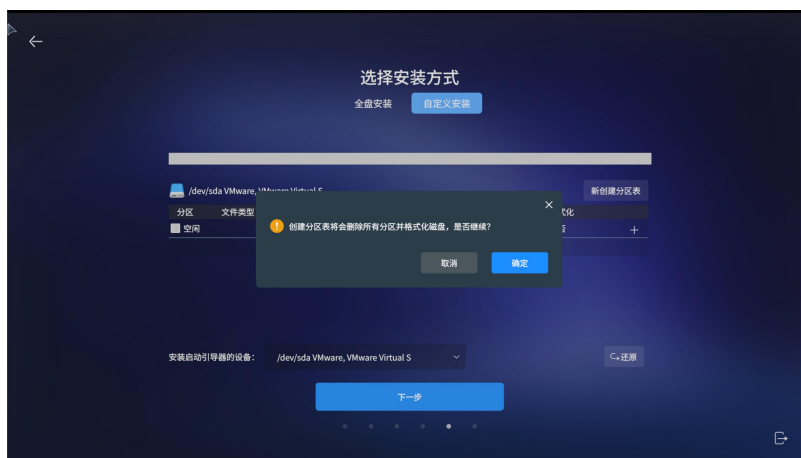 选择安装方式
全盘安装 自定义安装
/dev/sda VMware, VMware Virtual S 新创建分区表
分区 文件类型
空闲
创建分区表将会删除所有分区并格式化磁盘，是否继续?
取消 确定
安装启动引导器的设备: /dev/sda VMware, VMware Virtual S 还原
下一步